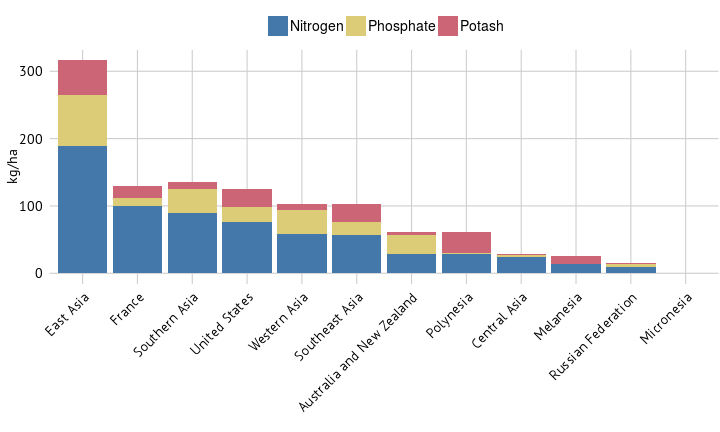 Nitrogen Phosphate Potash
kg/ha
300
200
100
0
East Asia
France
Southern Asia
United States
Western Asia
Southeast Asia
Australia and New Zealand
Polynesia
Central Asia
Melanesia
Russian Federation
Micronesia